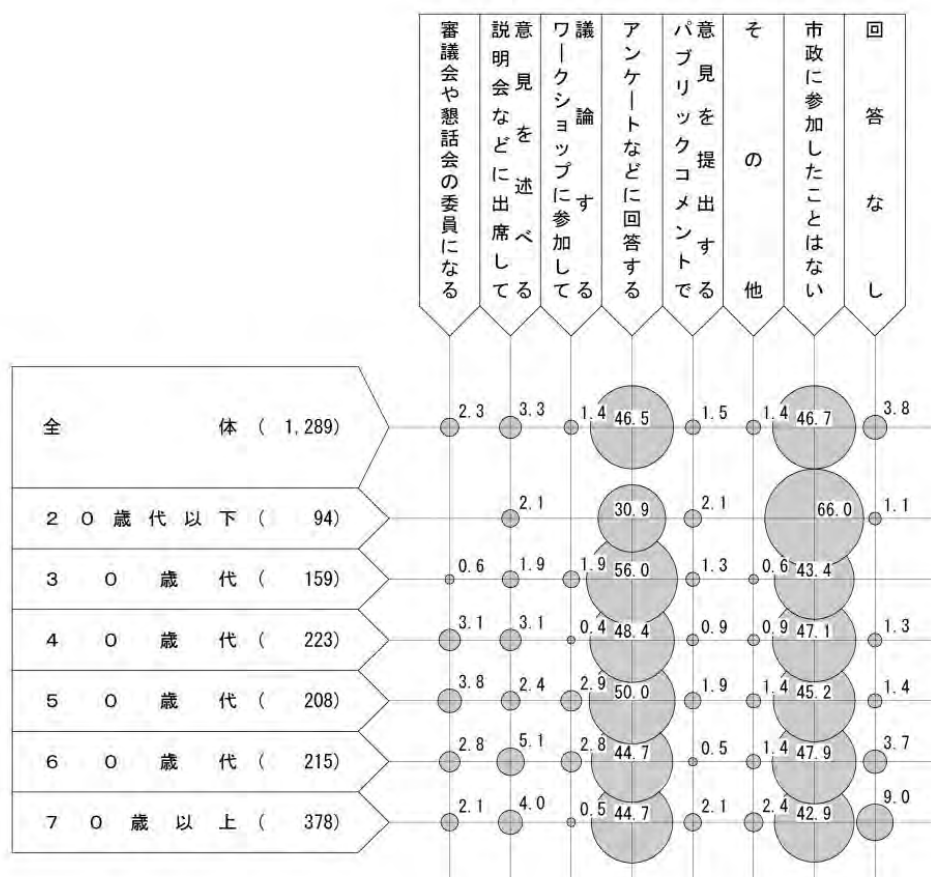 審議会や懇話会の委員になる
説明会などに出席して
意見を述べる
ワークショップに参加して
議論する
アンケートなどに回答する
パブリックコメントで
意見を提出する
その他
市政に参加したことはない
回答なし
全体(1,289) 2.3 3.3 1.4 46.5 1.5 1.4 46.7 3.8
20歳代以下(94) 2.1 30.9 2.1 66.0 1.1
30歳代(159) 0.6 1.9 1.9 56.0 1.3 0.6 43.4
40歳代(223) 3.1 3.1 0.4 48.4 0.9 0.9 47.1 1.3
50歳代(208) 3.8 2.4 2.9 50.0 1.9 1.4 45.2 1.4
60歳代(215) 2.8 5.1 2.8 44.7 0.5 1.4 47.9 3.7
70歳以上(378) 2.1 4.0 0.5 44.7 2.1 2.4 42.9 9.0